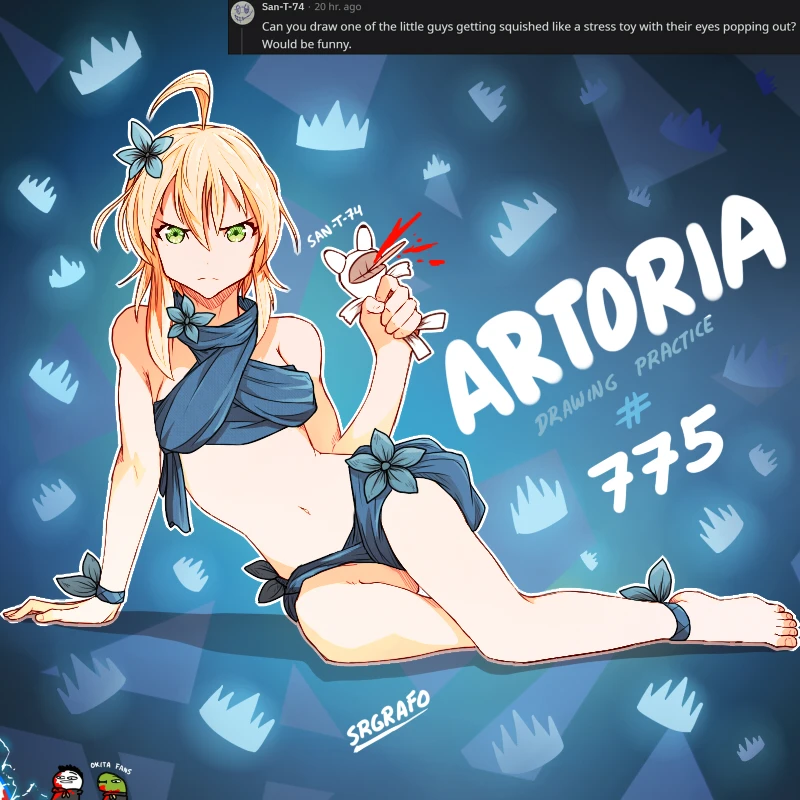 San-T-74 · 20 hr. ago
Can you draw one of the little guys getting squished like a stress toy with their eyes popping out?
Would be funny.
SAN-T-74
ARTORIA
DRAWING PRACTICE
#
775
SRGRAFO
OKITA FANS